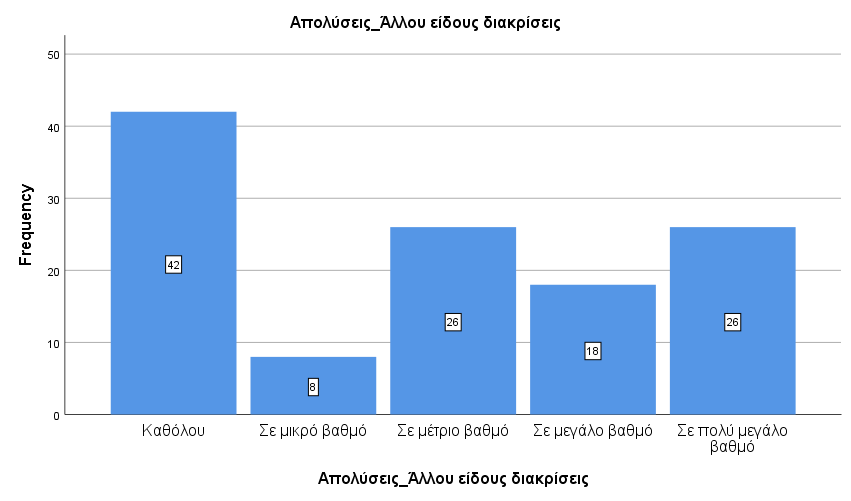 Απολύσεις_Άλλου είδους διακρίσεις
50
40
30
20
10
0
Frequency
42
8
26
18
26
Καθόλου
Σε μικρό βαθμό
Σε μέτριο βαθμό
Σε μεγάλο βαθμό
Σε πολύ μεγάλο
βαθμό
Απολύσεις_Άλλου είδους διακρίσεις